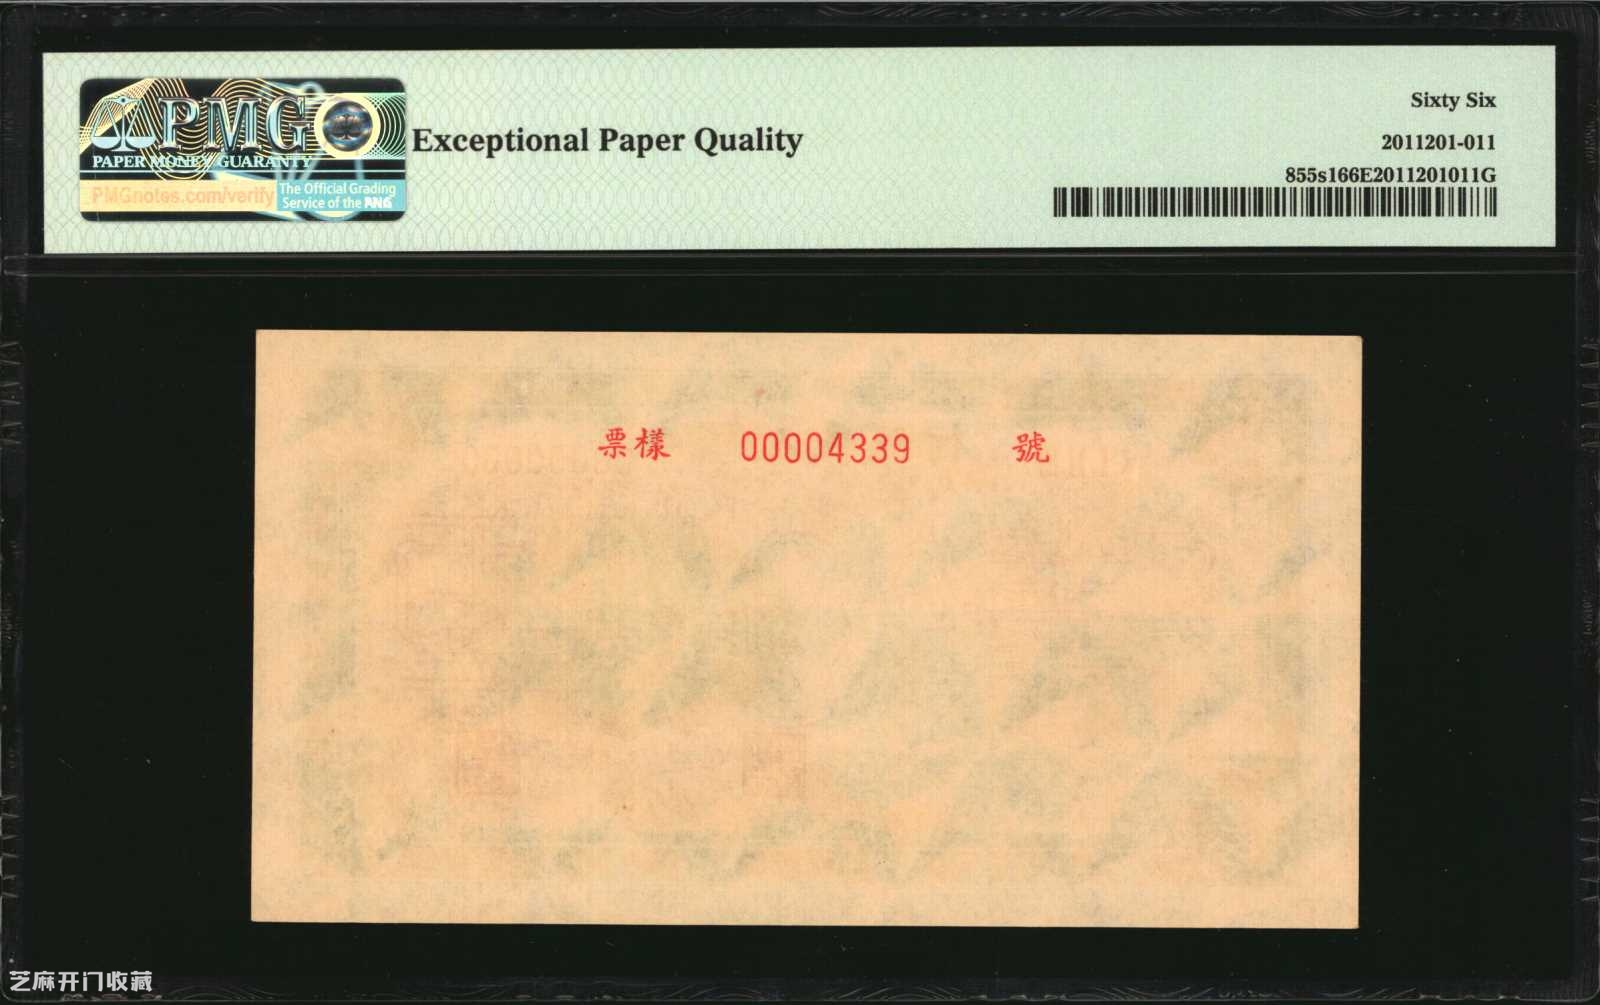 PMG
PAPER MONEY GUARANTY
PMGnotes.com/verify
The Official Grading
Service of the PNG
Exceptional Paper Quality
Sixty Six
2011201-011
855s166E2011201011G
票樣 00004339 號
芝麻开门收藏